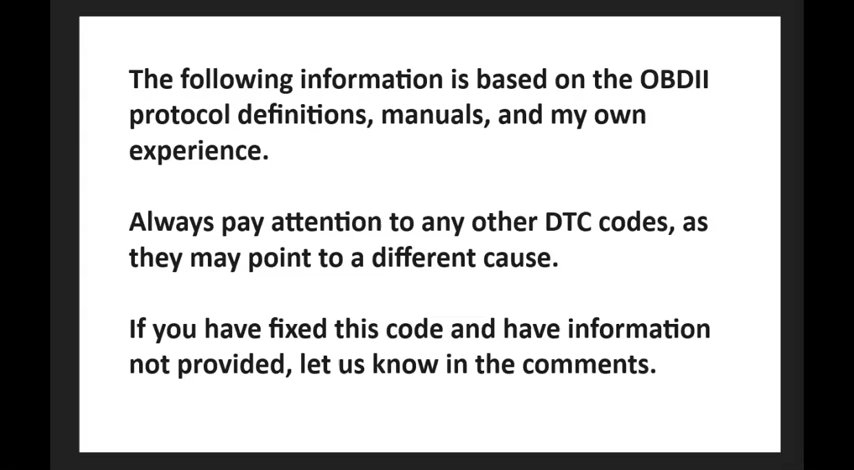 The following information is based on the OBDII
protocol definitions, manuals, and my own
experience.
Always pay attention to any other DTC codes, as
they may point to a different cause.
If you have fixed this code and have information
not provided, let us know in the comments.